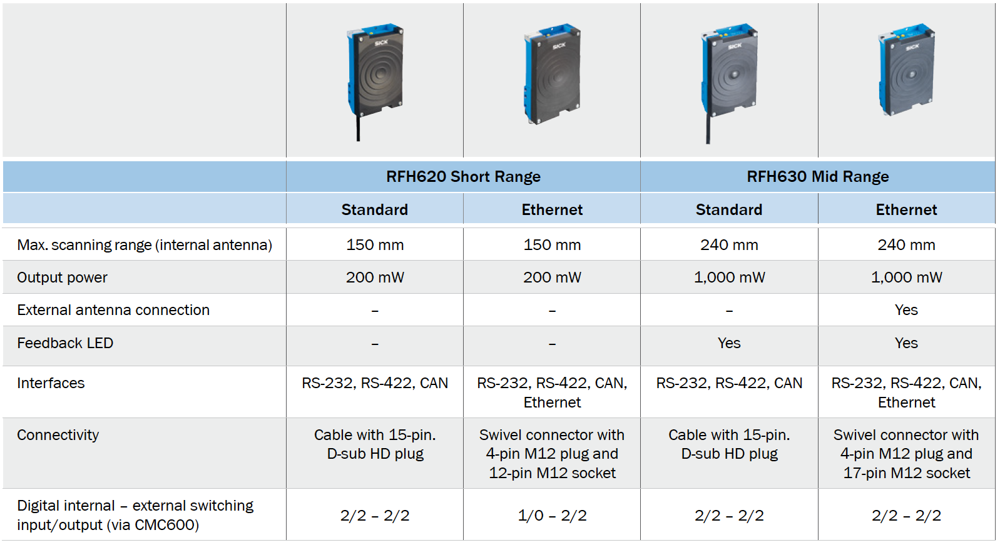 SICK SICK SICK SICK
RFH620 Short Range RFH630 Mid Range
Standard Ethernet Standard Ethernet
Max. scanning range (internal antenna) 150 mm 150 mm 240 mm 240 mm
Output power 200 mW 200 mW 1,000 mW 1,000 mW
External antenna connection – – – Yes
Feedback LED – – Yes Yes
Interfaces RS-232, RS-422, CAN RS-232, RS-422, CAN, RS-232, RS-422, CAN RS-232, RS-422, CAN,
Ethernet Ethernet
Connectivity Cable with 15-pin. Swivel connector with Cable with 15-pin. Swivel connector with
D-sub HD plug 4-pin M12 plug and D-sub HD plug 4-pin M12 plug and
12-pin M12 socket 17-pin M12 socket
Digital internal – external switching
input/output (via CMC600) 2/2 – 2/2 1/0 – 2/2 2/2 – 2/2 2/2 – 2/2